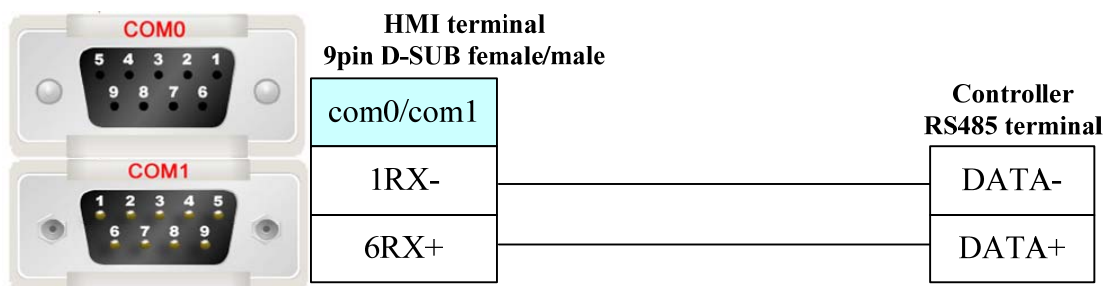 COM0
5 4 3 2 1
9 8 7 6
COM1
1 2 3 4 5
6 7 8 9
HMI terminal
9pin D-SUB female/male
com0/com1
1RX-
6RX+
Controller
RS485 terminal
DATA-
DATA+